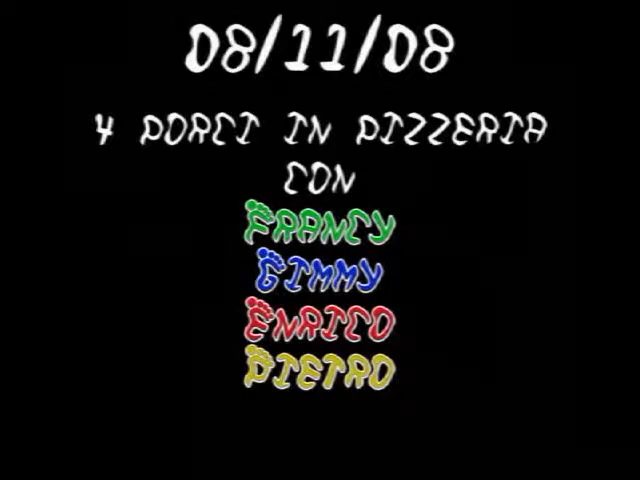 08/11/08
4 PORCI IN PIZZERIA
CON
FRANCY
GIMMY
ENRICO
PIETRO